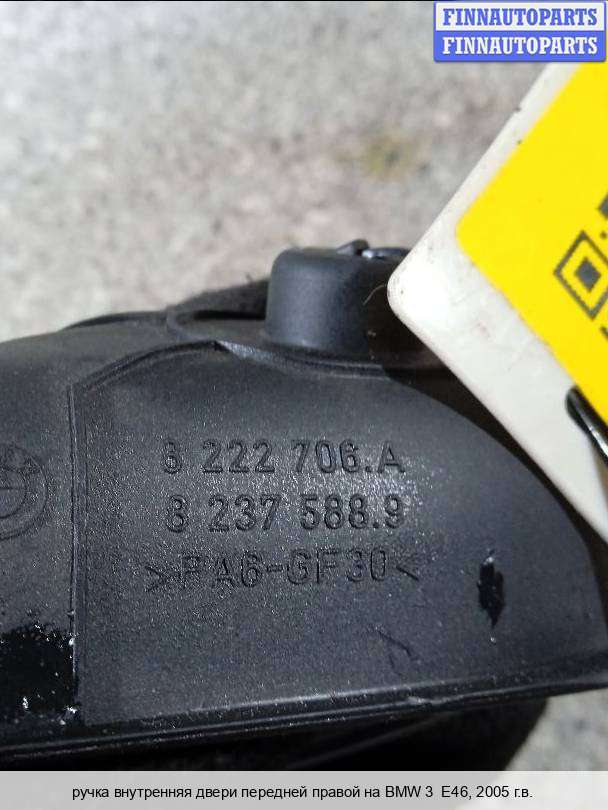 FINNAUTOPARTS
FINNAUTOPARTS
8 222 706.A
8 237 588.9
>PA6-GF30<
ручка внутренняя двери передней правой на BMW 3 E46, 2005 г.в.